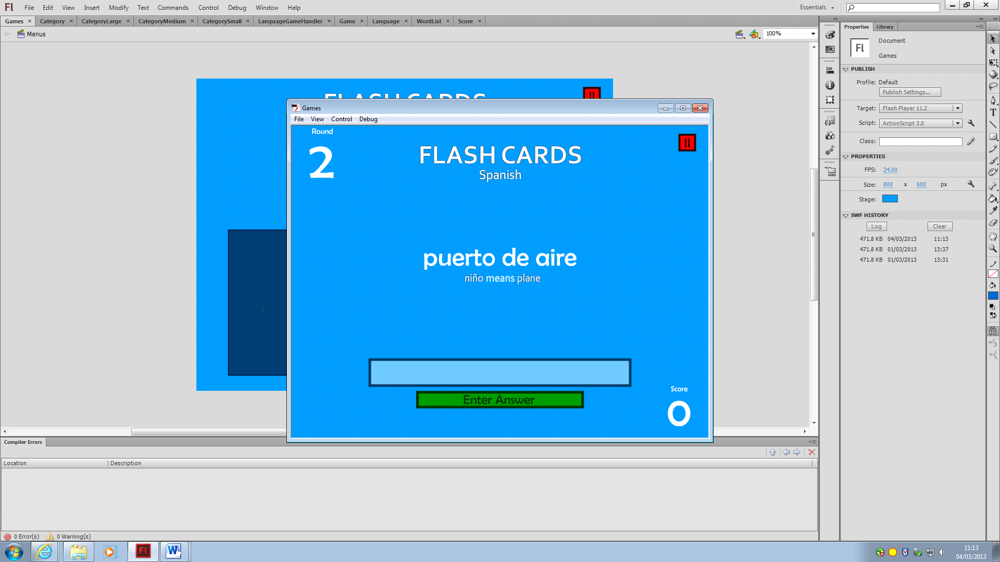 Fl File Edit View Insert Modify Text Commands Control Debug Window Help Essentials
Games Category CategoryLarge CategoryMedium CategorySmall LanguageGameHandler Game Language WordList Score
Menus 100%
FLASH CARDS
Games
File View Control Debug
Round
2
FLASH CARDS
Spanish
puerto de aire
niño means plane
Enter Answer
Score
0
Properties Library
Fl Document
Games
PUBLISH
Profile: Default
Publish Settings...
Target: Flash Player 11.2
Script: ActionScript 3.0
Class:
PROPERTIES
FPS: 24.00
Size: 800 x 600 px
Stage:
SWF HISTORY
Log Clear
471.8 KB 04/03/2013 11:13
471.8 KB 01/03/2013 13:37
471.8 KB 01/03/2013 13:31
Compiler Errors
Location Description
0 Error(s) 0 Warning(s)
Fl W
11:13
04/03/2013